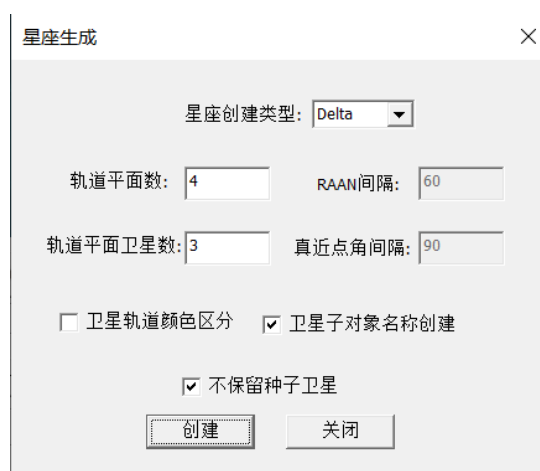 星座生成
星座创建类型: Delta
轨道平面数: 4 RAAN间隔: 60
轨道平面卫星数: 3 真近点角间隔: 90
卫星轨道颜色区分 卫星子对象名称创建
不保留种子卫星
创建 关闭